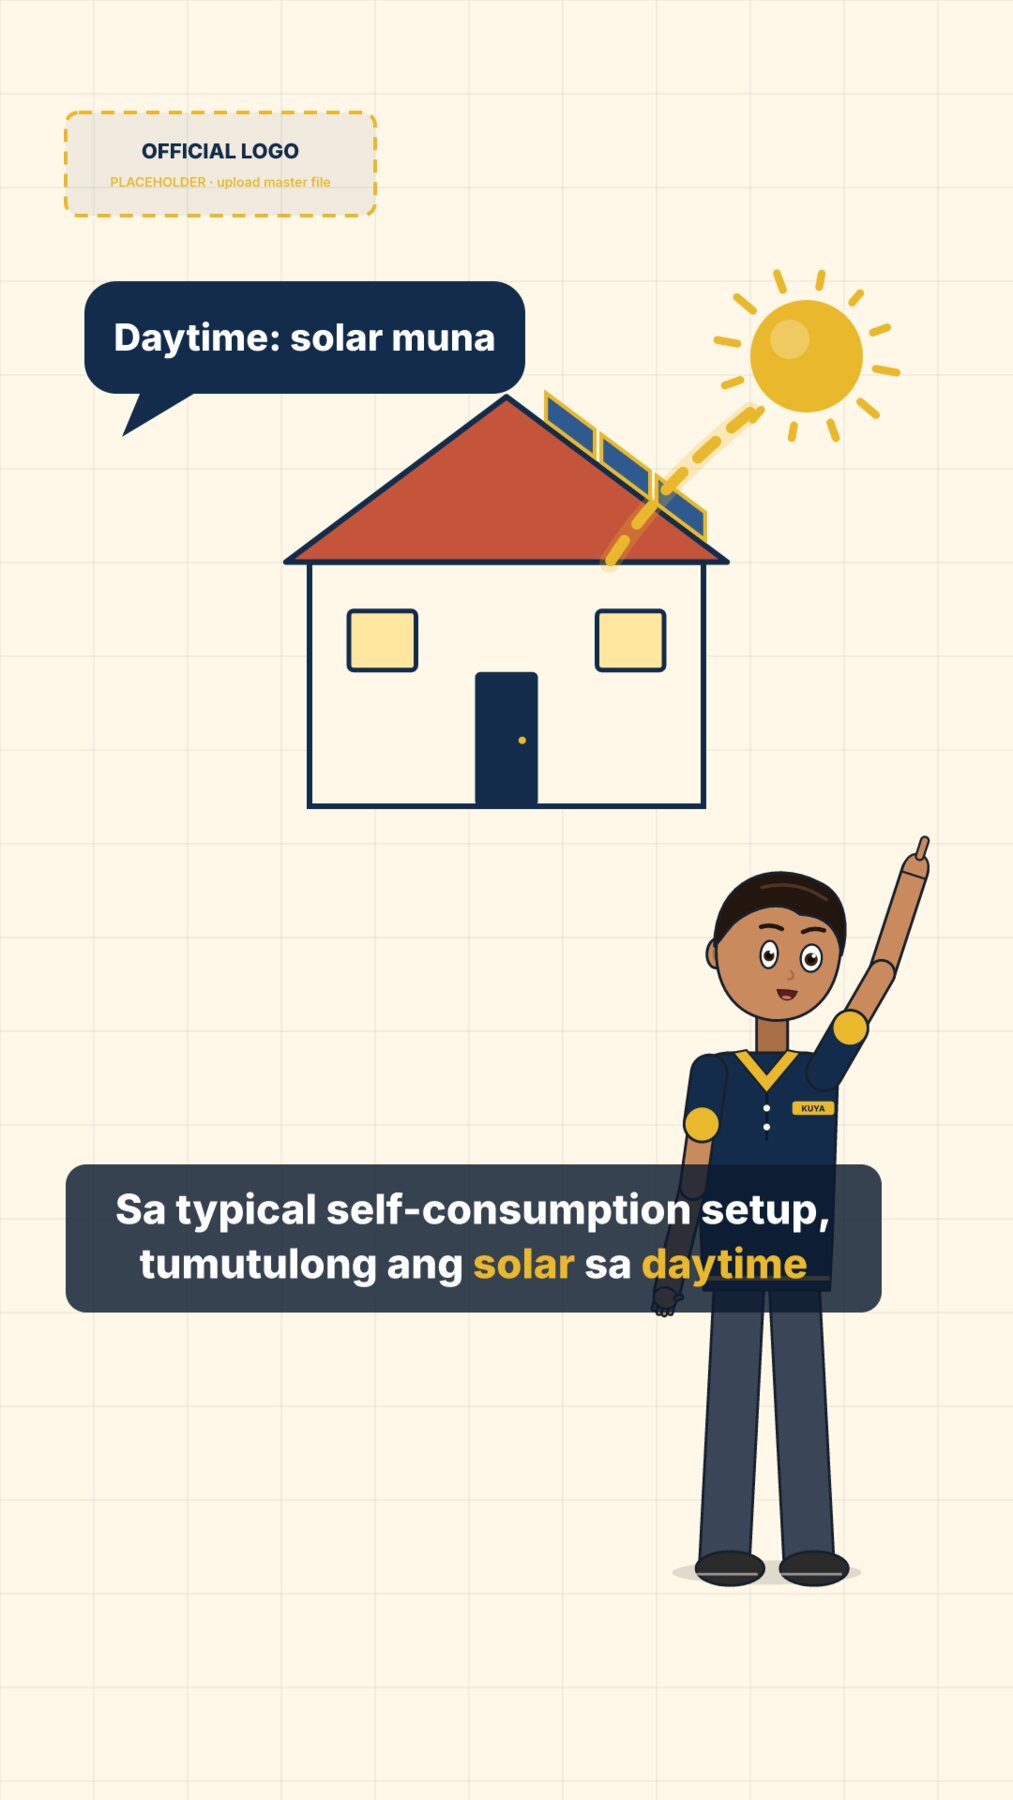 OFFICIAL LOGO
PLACEHOLDER · upload master file
Daytime: solar muna
KUYA
Sa typical self-consumption setup,
tumutulong ang solar sa daytime